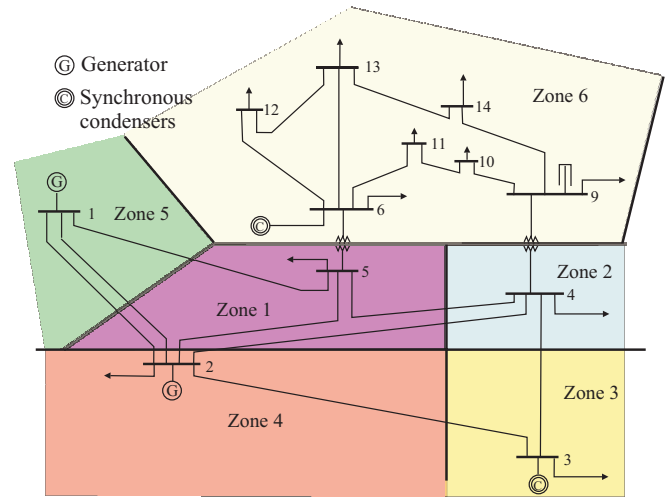 G Generator
C Synchronous
condensers
13
Zone 6
12
14
11
10
G
1
Zone 5
6
9
C
5
Zone 2
Zone 1
4
2
G
Zone 3
Zone 4
3
C